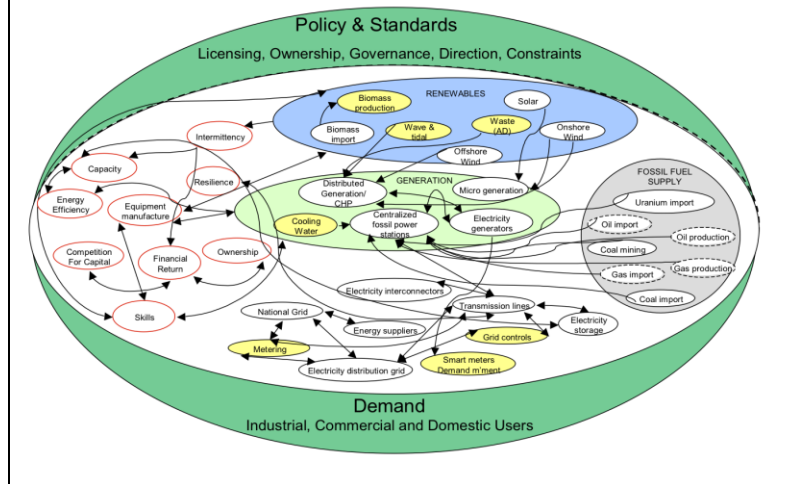 Policy & Standards
Licensing, Ownership, Governance, Direction, Constraints
RENEWABLES
Biomass
production
Solar
Biomass
import
Wave &
tidal
Waste
(AD)
Onshore
Wind
Offshore
Wind
Intermittency
Capacity
Resilience
Energy
Efficiency
Equipment
manufacture
Competition
For Capital
Financial
Return
Ownership
Skills
GENERATION
Distributed
Generation/
CHP
Micro generation
Cooling
Water
Centralized
fossil power
stations
Electricity
generators
FOSSIL FUEL
SUPPLY
Uranium import
Oil import
Oil production
Coal mining
Gas import
Gas production
Coal import
Electricity interconnectors
Transmission lines
National Grid
Energy suppliers
Electricity
storage
Grid controls
Metering
Electricity distribution grid
Smart meters
Demand m'ment
Demand
Industrial, Commercial and Domestic Users